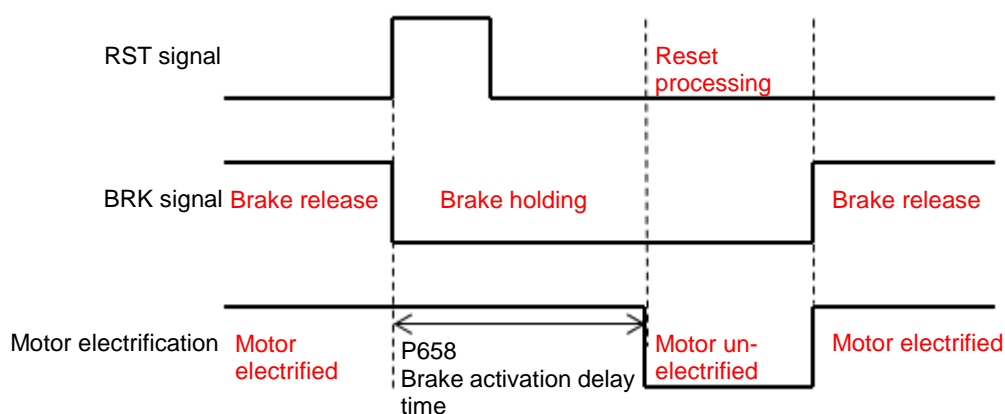 RST signal
Reset
processing
BRK signal
Brake release
Brake holding
Brake release
Motor electrification
Motor
electrified
P658
Brake activation delay
time
Motor un-
electrified
Motor electrified